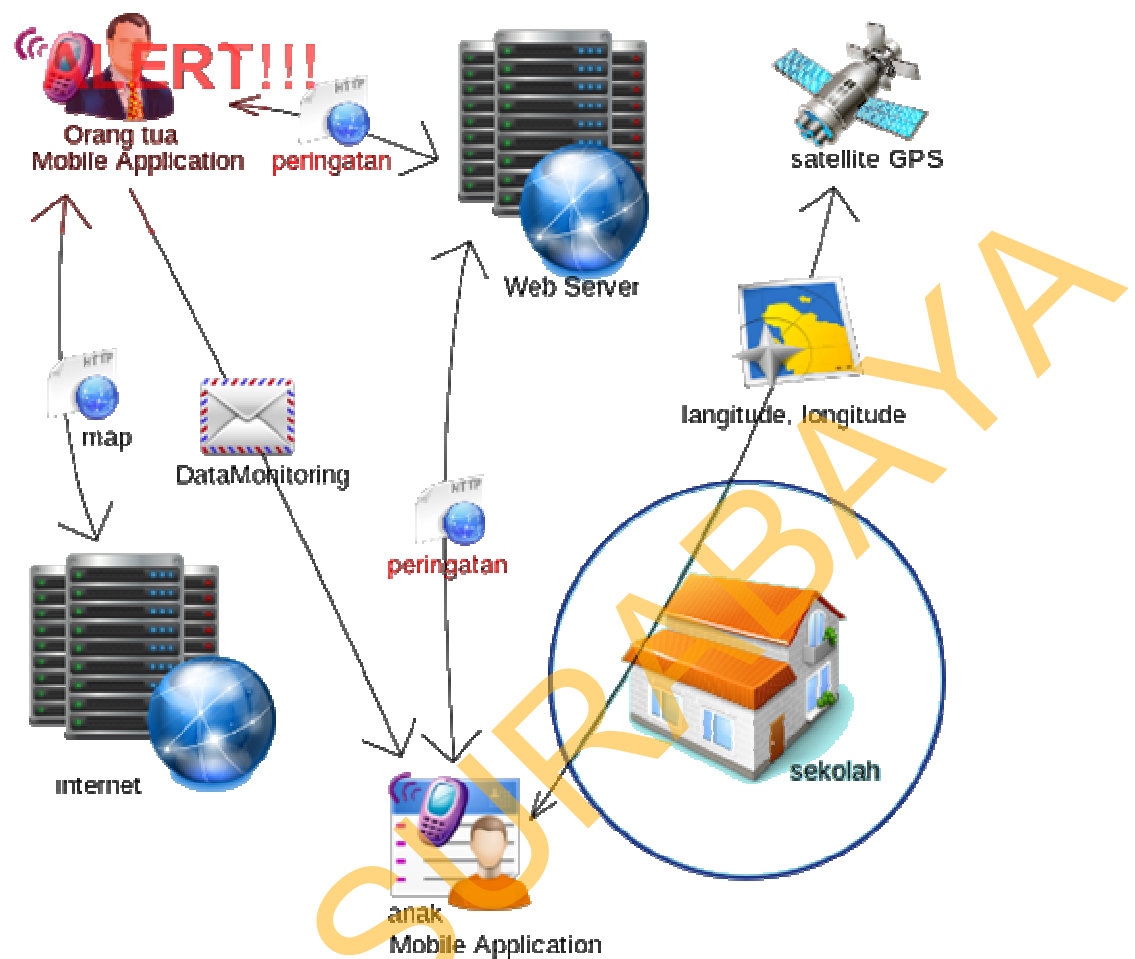 ALERT!!!
Orang tua
Mobile Application
HTTP
peringatan
Web Server
satellite GPS
HTTP
map
DataMonitoring
langitude, longitude
HTTP
peringatan
internet
sekolah
anak
Mobile Application
SURABAYA